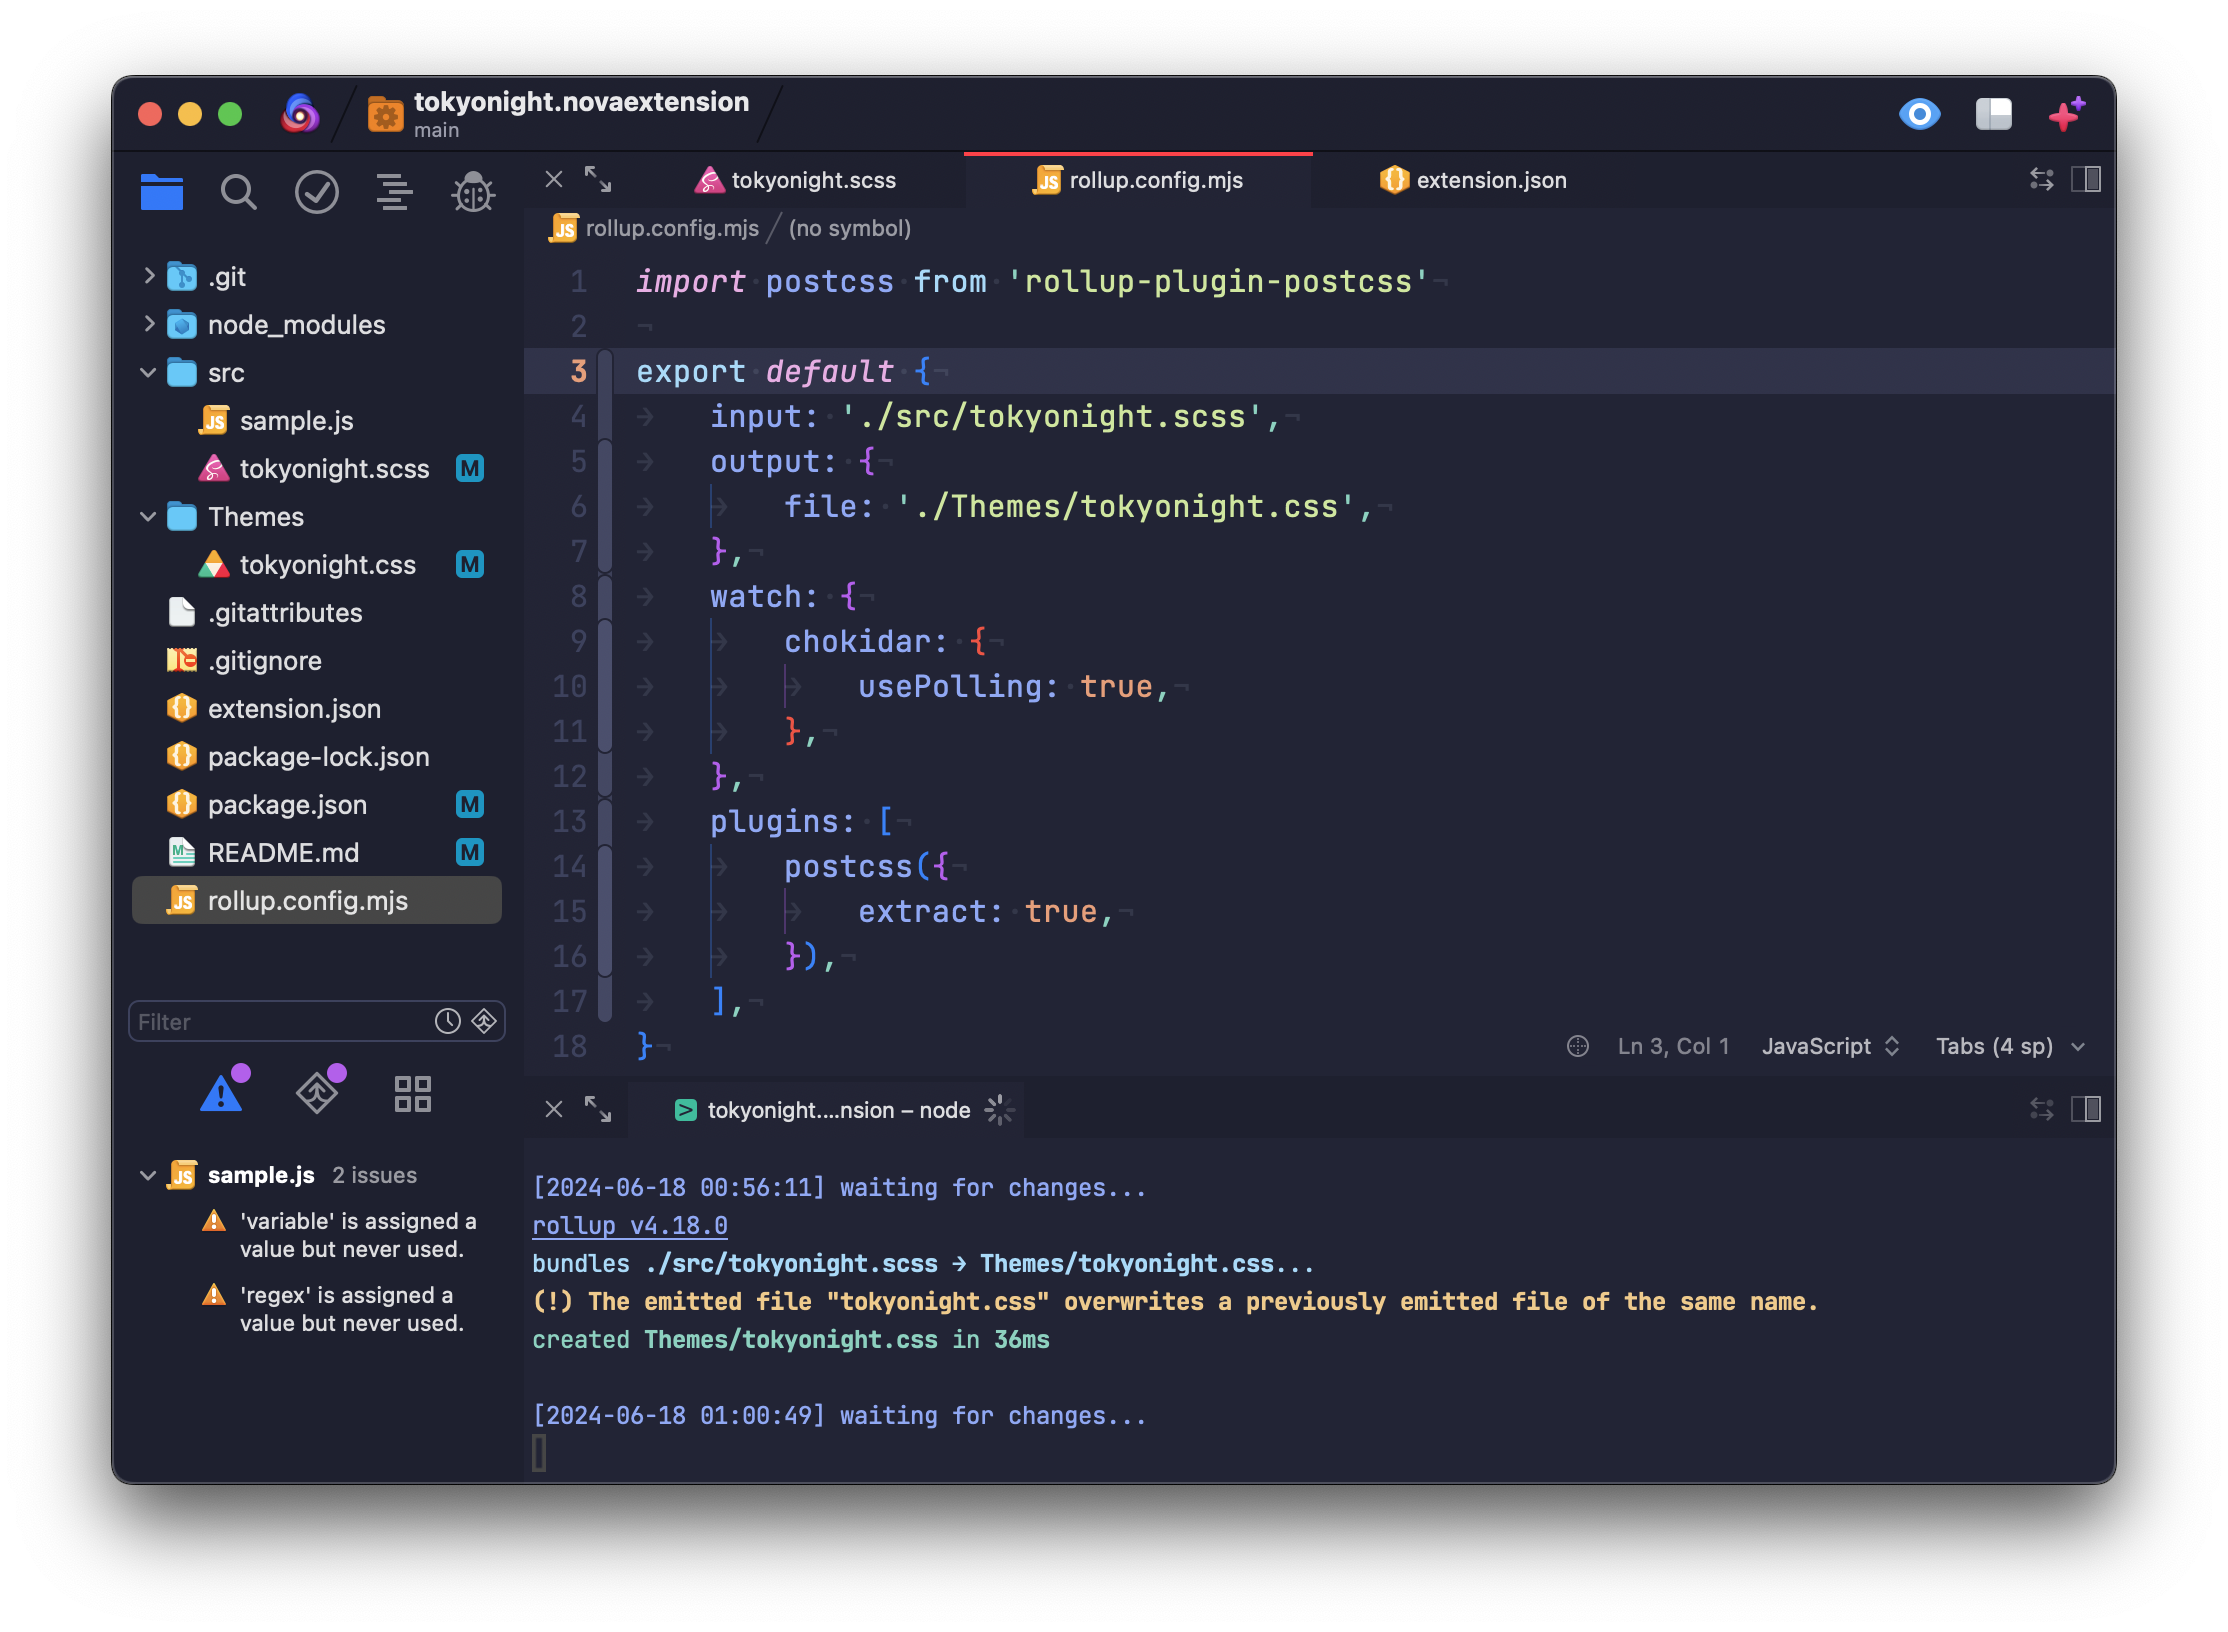 tokyonight.novaextension
main
tokyonight.scss
rollup.config.mjs
extension.json
rollup.config.mjs
(no symbol)
.git
node_modules
src
sample.js
tokyonight.scss M
Themes
tokyonight.css M
.gitattributes
.gitignore
extension.json
package-lock.json
package.json M
README.md M
rollup.config.mjs
Filter
sample.js 2 issues
'variable' is assigned a
value but never used.
'regex' is assigned a
value but never used.
1 import postcss from 'rollup-plugin-postcss'
2
3 export default {
4 input: './src/tokyonight.scss',
5 output: {
6 file: './Themes/tokyonight.css',
7 },
8 watch: {
9 chokidar: {
10 usePolling: true,
11 },
12 },
13 plugins: [
14 postcss({
15 extract: true,
16 }),
17 ],
18 }
Ln 3, Col 1 JavaScript Tabs (4 sp)
tokyonight....nsion – node
[2024-06-18 00:56:11] waiting for changes...
rollup v4.18.0
bundles ./src/tokyonight.scss → Themes/tokyonight.css...
(!) The emitted file "tokyonight.css" overwrites a previously emitted file of the same name.
created Themes/tokyonight.css in 36ms
[2024-06-18 01:00:49] waiting for changes...